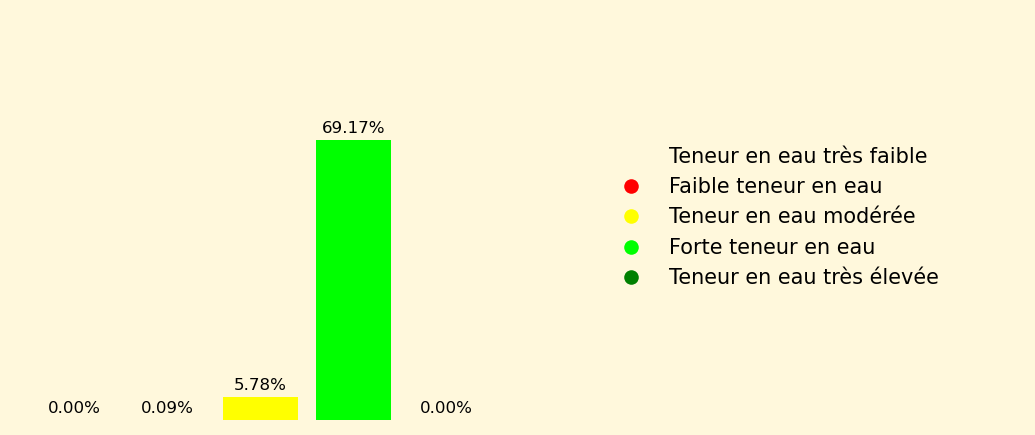 69.17%
5.78%
0.00%
0.09%
0.00%
Teneur en eau très faible
Faible teneur en eau
Teneur en eau modérée
Forte teneur en eau
Teneur en eau très élevée